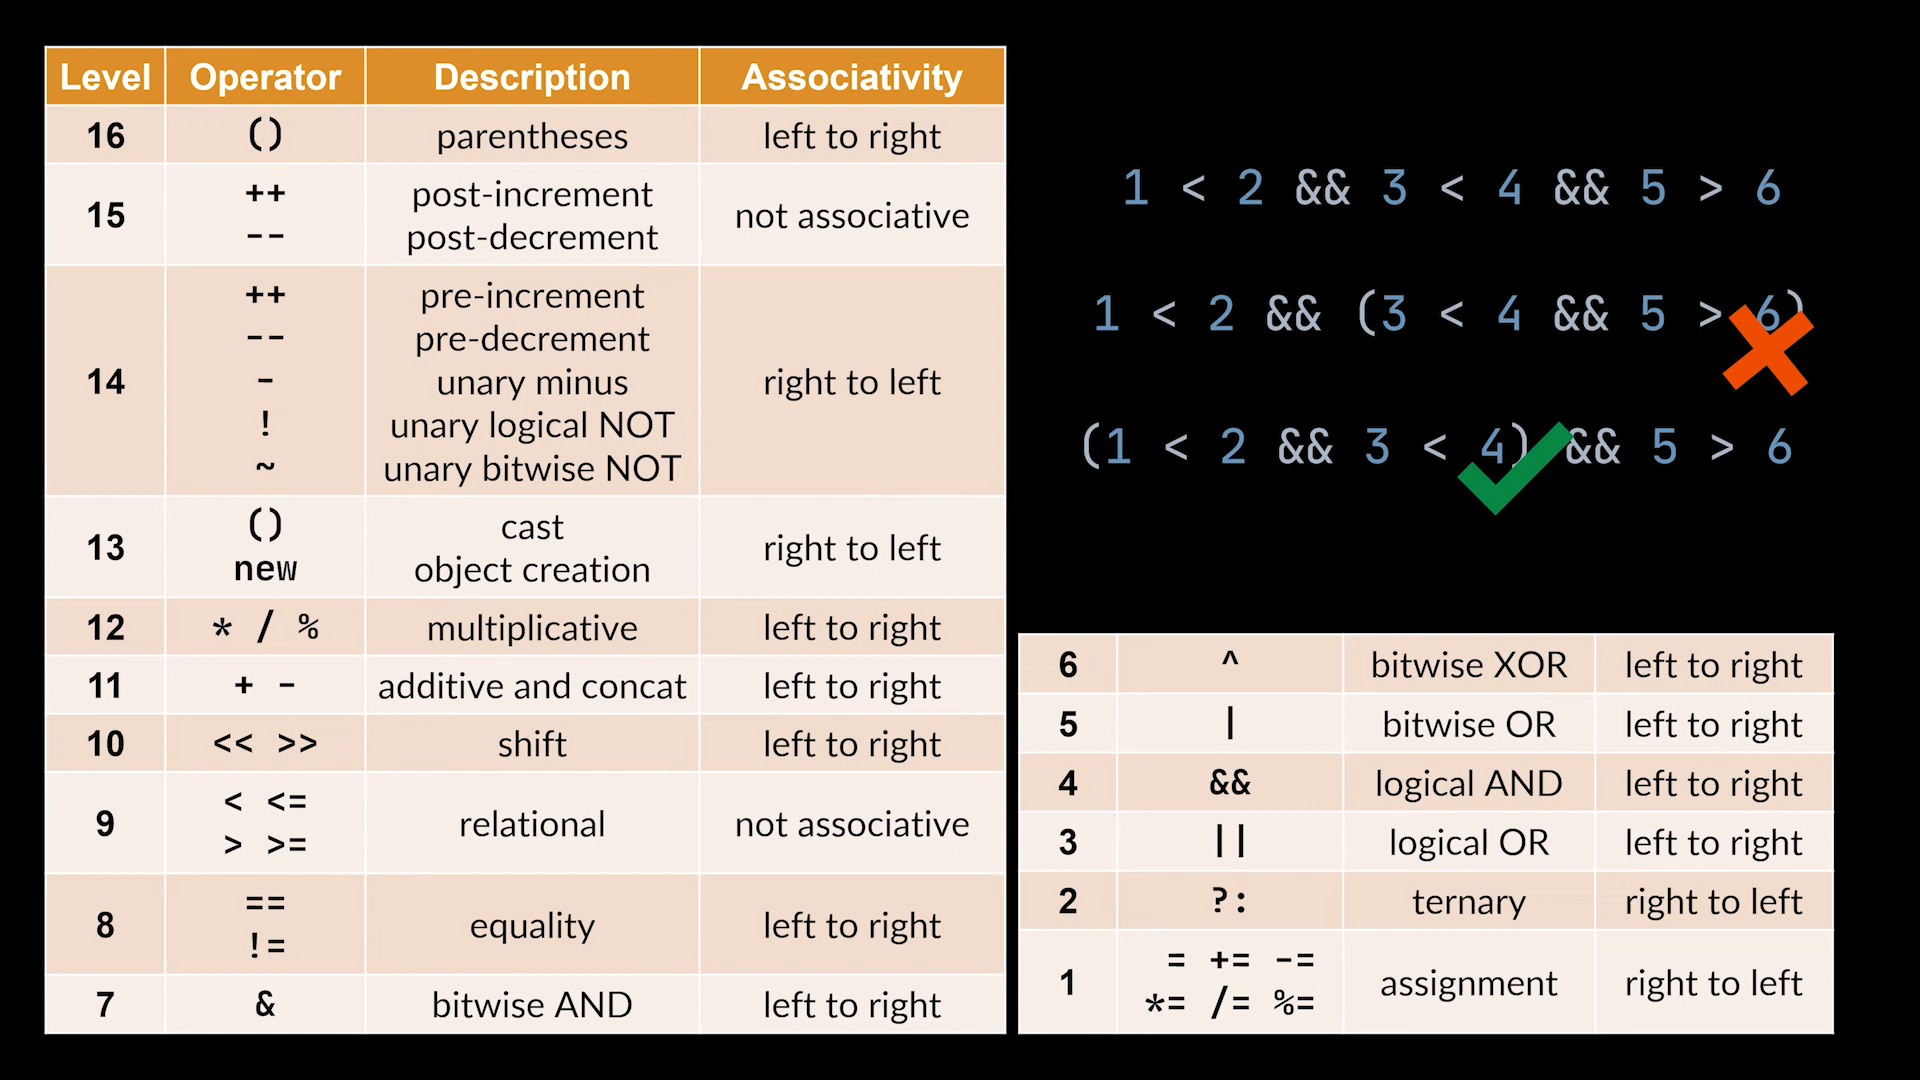 Level Operator Description Associativity
16 () parentheses left to right
15 ++ post-increment not associative
-- post-decrement
14 ++ pre-increment right to left
-- pre-decrement
- unary minus
! unary logical NOT
~ unary bitwise NOT
13 () cast right to left
new object creation
12 * / % multiplicative left to right
11 + - additive and concat left to right
10 << >> shift left to right
9 < <= relational not associative
> >=
8 == equality left to right
!=
7 & bitwise AND left to right
1 < 2 && 3 < 4 && 5 > 6
1 < 2 && (3 < 4 && 5 > 6)
(1 < 2 && 3 < 4) && 5 > 6
6 ^ bitwise XOR left to right
5 | bitwise OR left to right
4 && logical AND left to right
3 || logical OR left to right
2 ?: ternary right to left
1 = += -= assignment right to left
*= /= %=